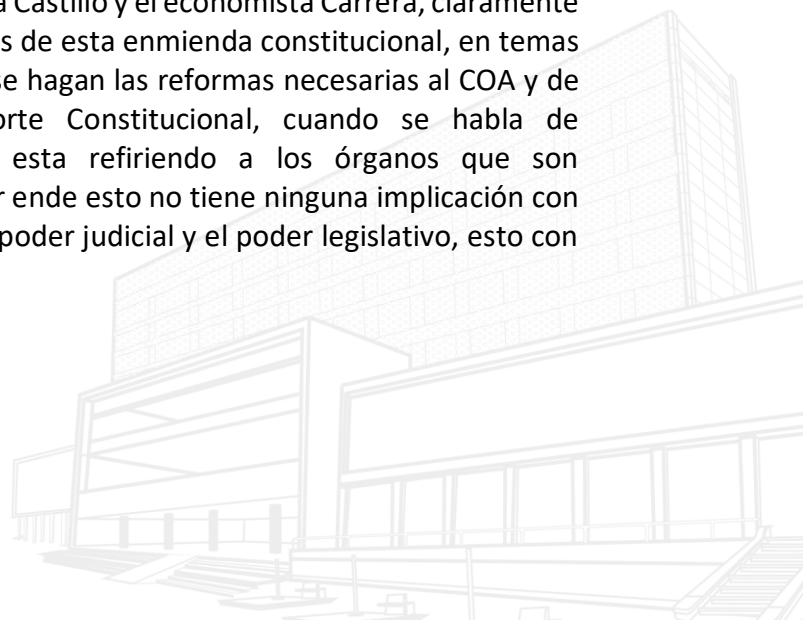 a Castillo y el economista Carrera, claramente
s de esta enmienda constitucional, en temas
se hagan las reformas necesarias al COA y de
orte Constitucional, cuando se habla de
esta refiriendo a los órganos que son
r ende esto no tiene ninguna implicación con
poder judicial y el poder legislativo, esto con